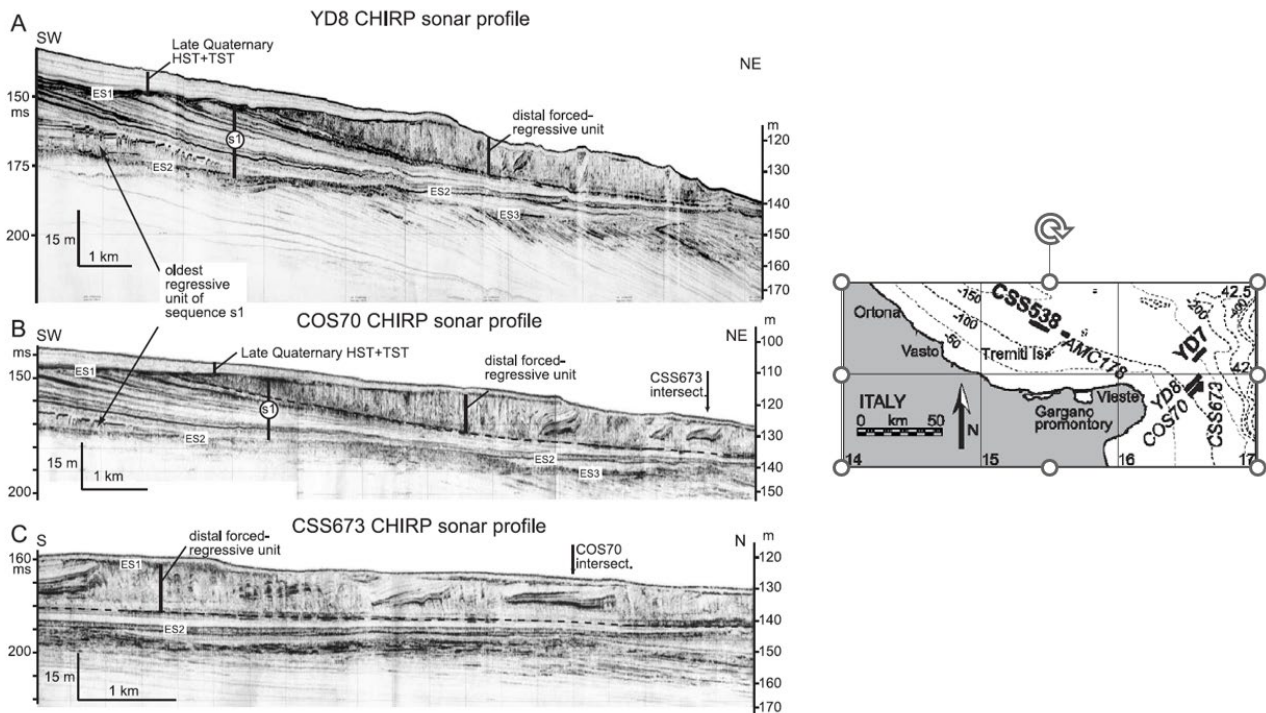 A
YD8 CHIRP sonar profile
SW
NE
Late Quaternary
HST+TST
ES1
150
ms
distal forced-
regressive unit
m
120
s1
130
175
ES2
ES2
140
ES3
150
200
15 m
1 km
160
170
oldest
regressive
unit of
sequence s1
B
COS70 CHIRP sonar profile
SW
NE
ms
100
m
Late Quaternary HST+TST
distal forced-
regressive unit
CSS673
intersect.
ES1
150
110
s1
120
130
ES2
ES2
140
ES3
15 m
1 km
150
200
C
CSS673 CHIRP sonar profile
S
N
distal forced-
regressive unit
COS70
intersect.
m
160
ms
ES1
120
130
140
ES2
200
150
15 m
1 km
160
170
Ortona
-150
-100
CSS538
-200
42.5
-400
Vasto
-50
Tremiti Is.
AMC178
YD7
42
ITALY
0 km 50
N
Gargano
promontory
Vieste
YD8
COS70
CSS673
14
15
16
17